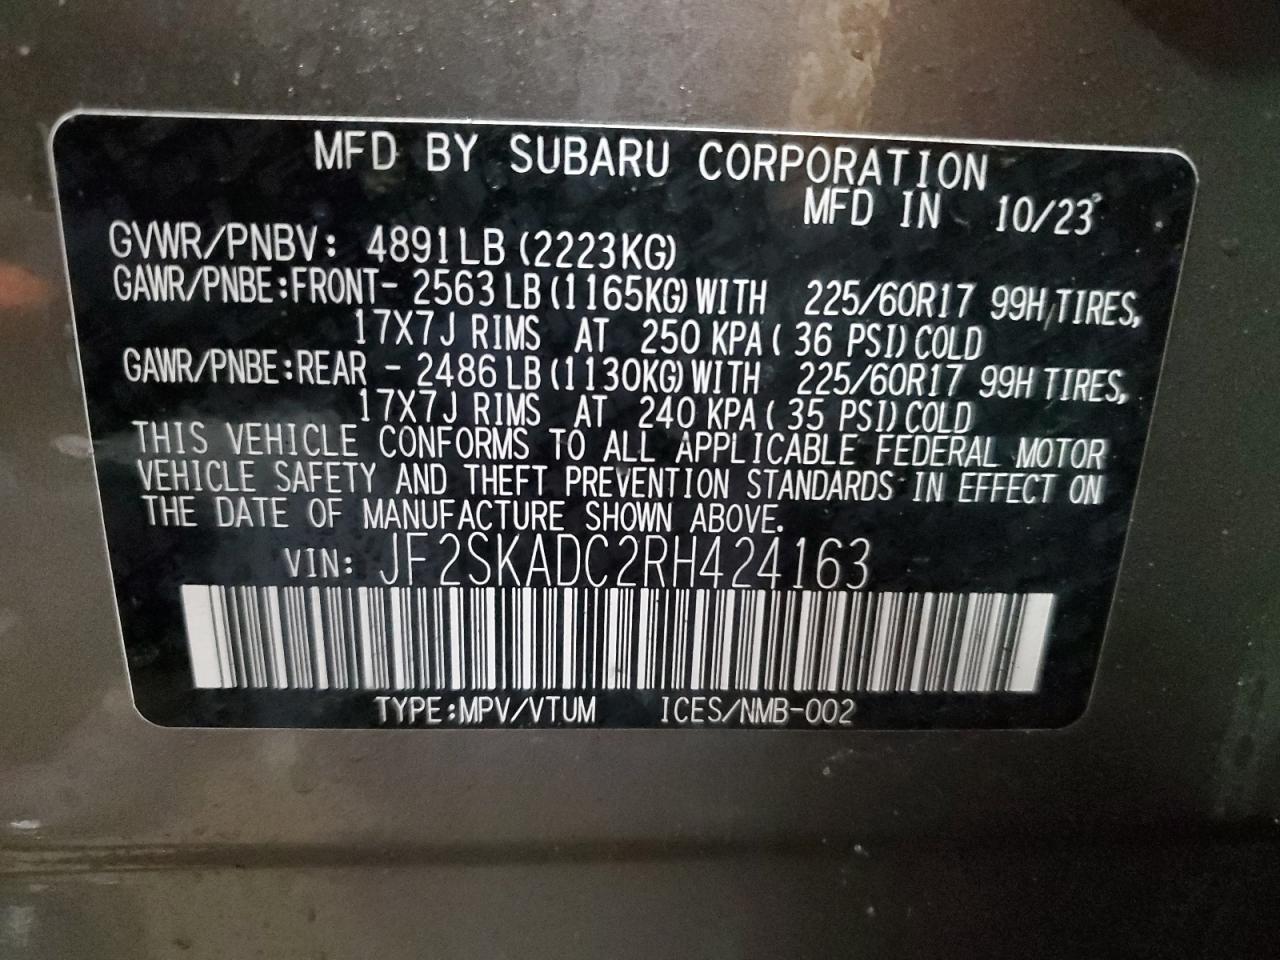 MFD BY SUBARU CORPORATION
MFD IN 10/23
GVWR/PNBV: 4891LB (2223KG)
GAWR/PNBE:FRONT- 2563 LB (1165KG) WITH 225/60R17 99H TIRES,
17X7J RIMS AT 250 KPA ( 36 PSI) COLD
GAWR/PNBE:REAR - 2486 LB (1130KG) WITH 225/60R17 99H TIRES,
17X7J RIMS AT 240 KPA ( 35 PSI) COLD
THIS VEHICLE CONFORMS TO ALL APPLICABLE FEDERAL MOTOR
VEHICLE SAFETY AND THEFT PREVENTION STANDARDS IN EFFECT ON
THE DATE OF MANUFACTURE SHOWN ABOVE.
VIN: JF2SKADC2RH424163
TYPE:MPV/VTUM ICES/NMB-002